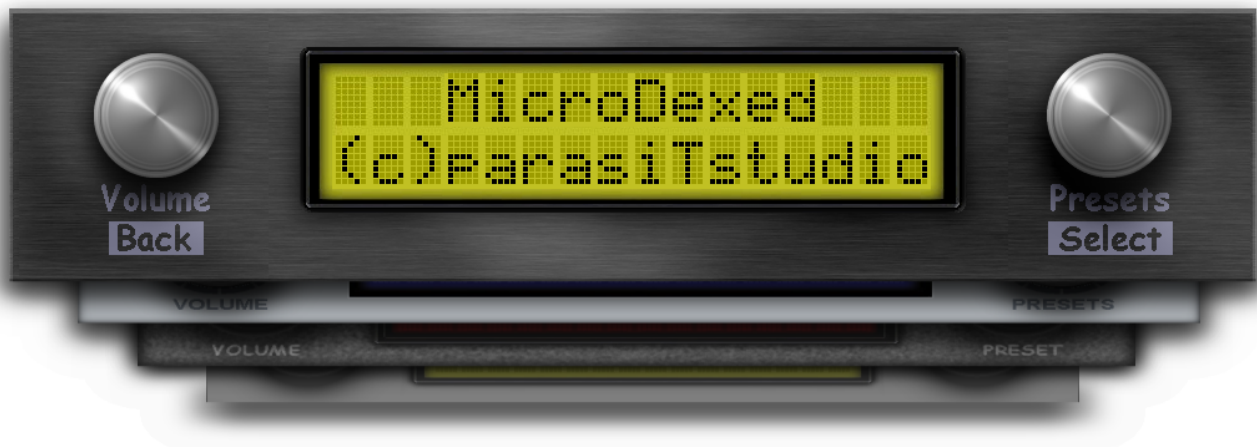 MicroDexed
(c)parasiTstudio
Volume
Back
Presets
Select
VOLUME
PRESETS
VOLUME
PRESET